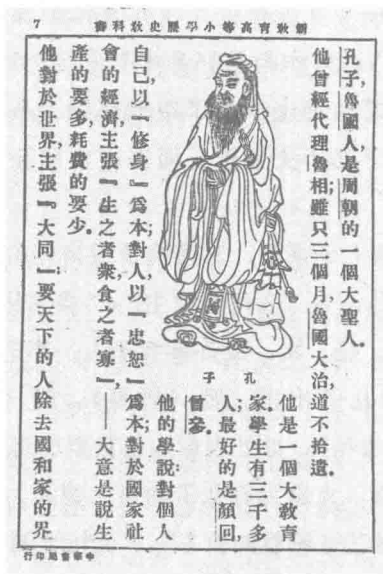 新教育高等小學歷史教科書
7
孔子，魯國人，是周朝的一個大聖人。
他曾經代理魯相；雖只三個月，魯國大治，道不拾遺。
孔子
他是一個大教育
家；學生有三千多
人；最好的是顏回，
曾參。
他的學說：對個人
自己，以『修身』爲本；對人，以『忠恕』爲本；對於國家社
會的經濟，主張『生之者衆，食之者寡，』——大意是說生
產的要多，耗費的要少。
他對於世界，主張『大同，』要天下的人除去國和家的界
中華書局印行